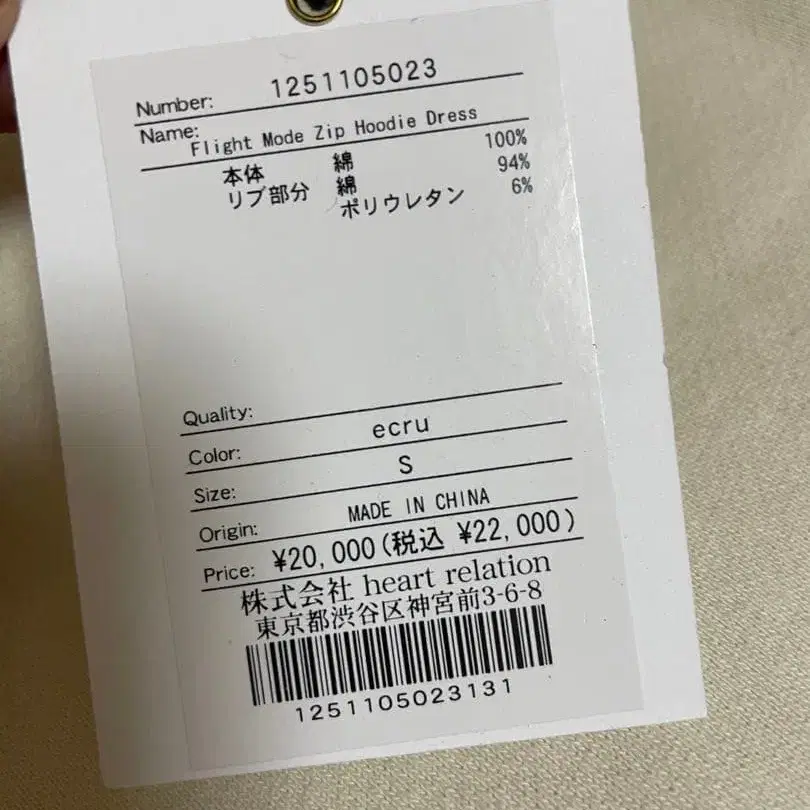 Number: 1251105023
Name: Flight Mode Zip Hoodie Dress
本体 綿 100%
リブ部分 綿 94%
ポリウレタン 6%
Quality:
Color: ecru
Size: S
Origin: MADE IN CHINA
Price: ¥20,000(税込 ¥22,000)
株式会社 heart relation
東京都渋谷区神宮前3-6-8
1251105023131